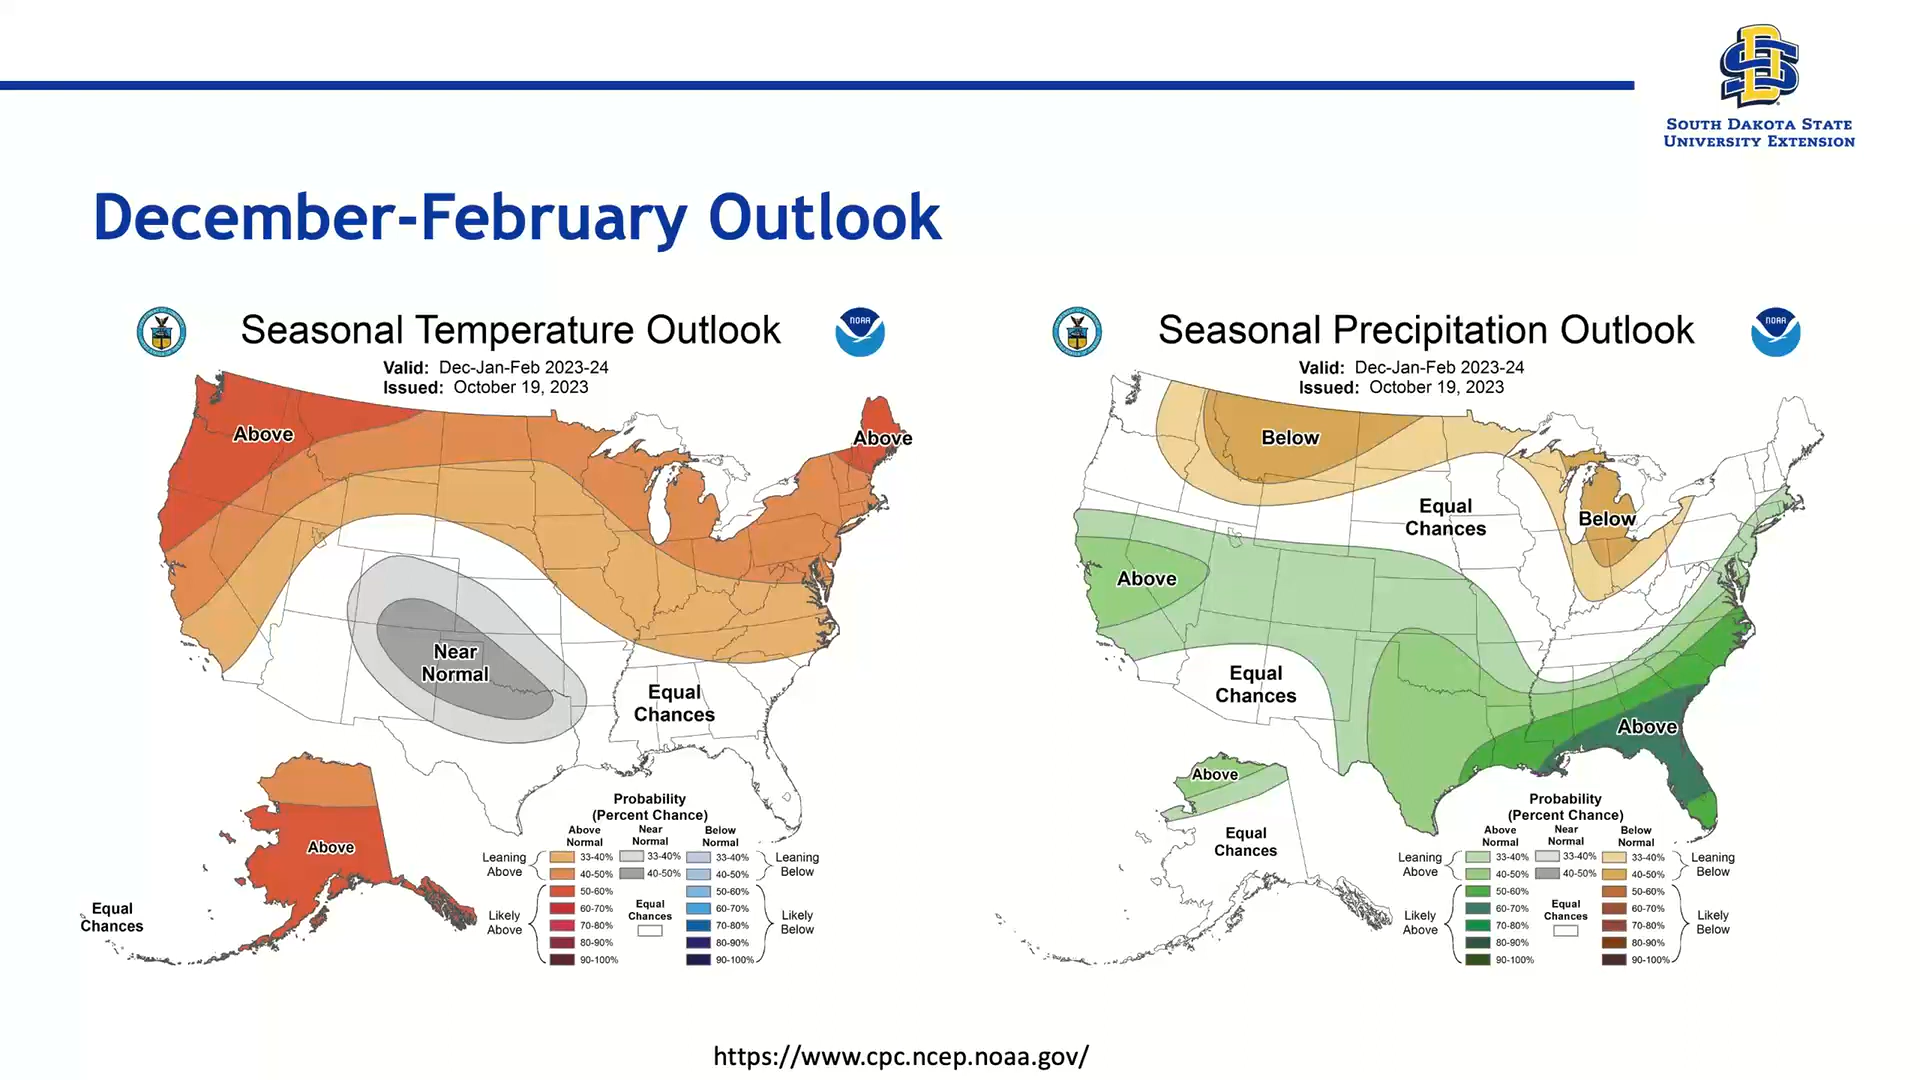 SOUTH DAKOTA STATE
UNIVERSITY EXTENSION
December-February Outlook
Seasonal Temperature Outlook
NOAA
Valid: Dec-Jan-Feb 2023-24
Issued: October 19, 2023
Above
Above
Near
Normal
Equal
Chances
Above
Equal
Chances
Probability
(Percent Chance)
Above
Normal
Near
Normal
Below
Normal
Leaning
Above
33-40%
33-40%
33-40%
40-50%
40-50%
40-50%
Leaning
Below
Likely
Above
50-60%
60-70%
70-80%
80-90%
90-100%
Equal
Chances
50-60%
60-70%
70-80%
80-90%
90-100%
Likely
Below
Seasonal Precipitation Outlook
NOAA
Valid: Dec-Jan-Feb 2023-24
Issued: October 19, 2023
Below
Equal
Chances
Below
Above
Equal
Chances
Above
Above
Equal
Chances
Probability
(Percent Chance)
Above
Normal
Near
Normal
Below
Normal
Leaning
Above
33-40%
33-40%
33-40%
40-50%
40-50%
40-50%
Leaning
Below
Likely
Above
50-60%
60-70%
70-80%
80-90%
90-100%
Equal
Chances
50-60%
60-70%
70-80%
80-90%
90-100%
Likely
Below
https://www.cpc.ncep.noaa.gov/